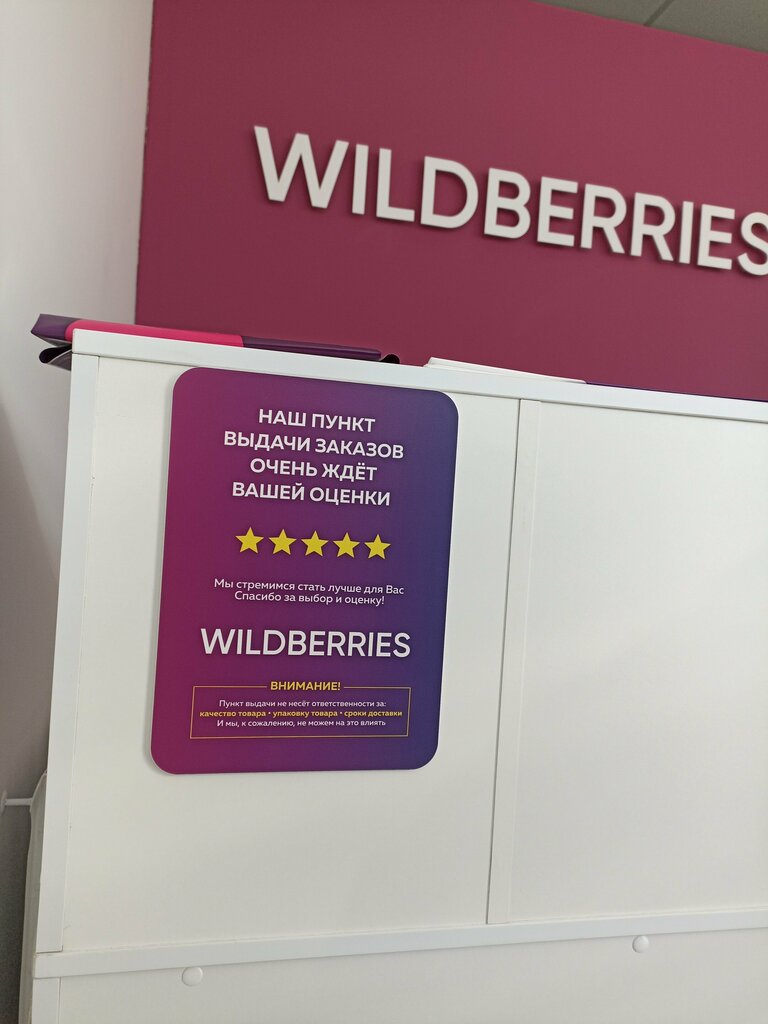 WILDBERRIES
НАШ ПУНКТ
ВЫДАЧИ ЗАКАЗОВ
ОЧЕНЬ ЖДЁТ
ВАШЕЙ ОЦЕНКИ
Мы стремимся стать лучше для Вас
Спасибо за выбор и оценку!
WILDBERRIES
ВНИМАНИЕ!
Пункт выдачи не несёт ответственности за:
качество товара • упаковку товара • сроки доставки
И мы, к сожалению, не можем на это влиять